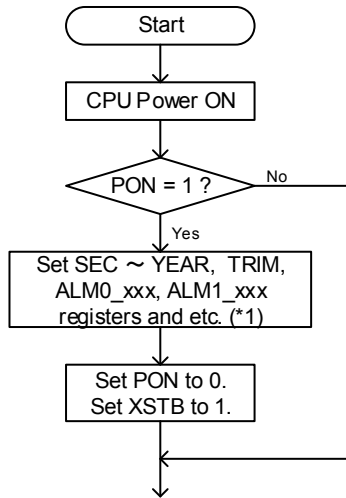 Start
CPU Power ON
PON = 1 ?
No
Yes
Set SEC ～ YEAR, TRIM,
ALM0_xxx, ALM1_xxx
registers and etc. (*1)
Set PON to 0.
Set XSTB to 1.